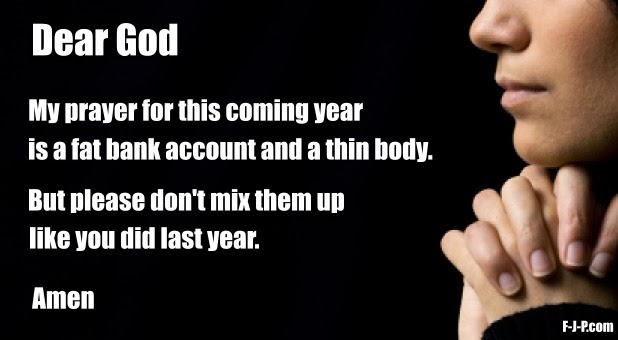 Dear God
My prayer for this coming year
is a fat bank account and a thin body.
But please don't mix them up
like you did last year.
Amen
F-J-P.com